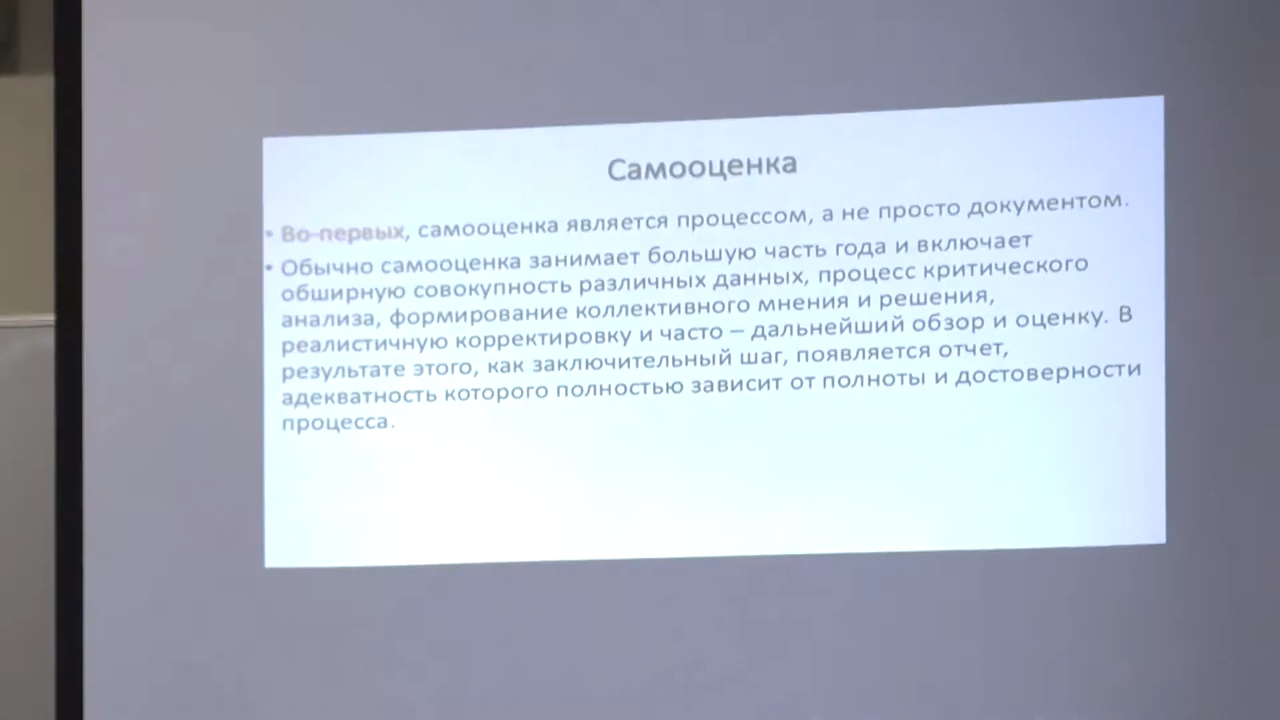 Самооценка
• Во-первых, самооценка является процессом, а не просто документом.
• Обычно самооценка занимает большую часть года и включает
обширную совокупность различных данных, процесс критического
анализа, формирование коллективного мнения и решения,
реалистичную корректировку и часто – дальнейший обзор и оценку. В
результате этого, как заключительный шаг, появляется отчет,
адекватность которого полностью зависит от полноты и достоверности
процесса.